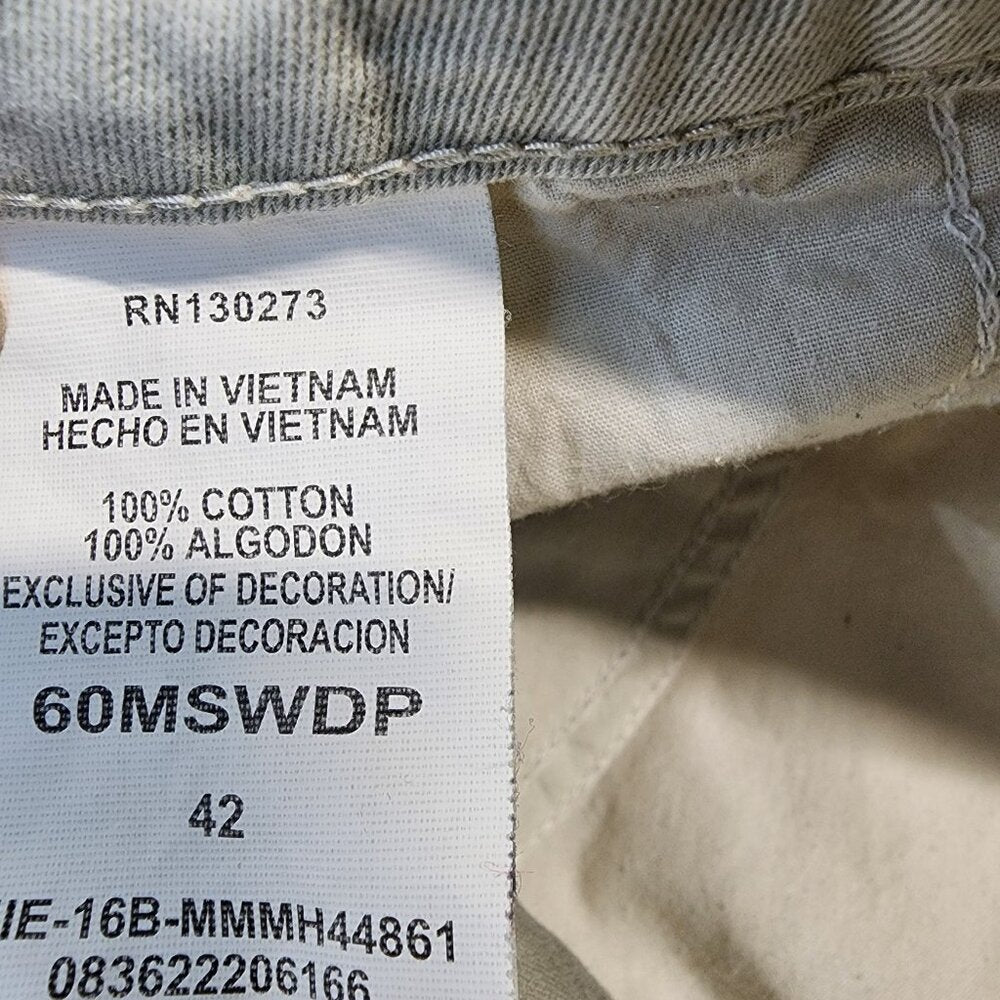 RN130273
MADE IN VIETNAM
HECHO EN VIETNAM
100% COTTON
100% ALGODON
EXCLUSIVE OF DECORATION/
EXCEPTO DECORACION
60MSWDP
42
IE-16B-MMMH44861
083622206166